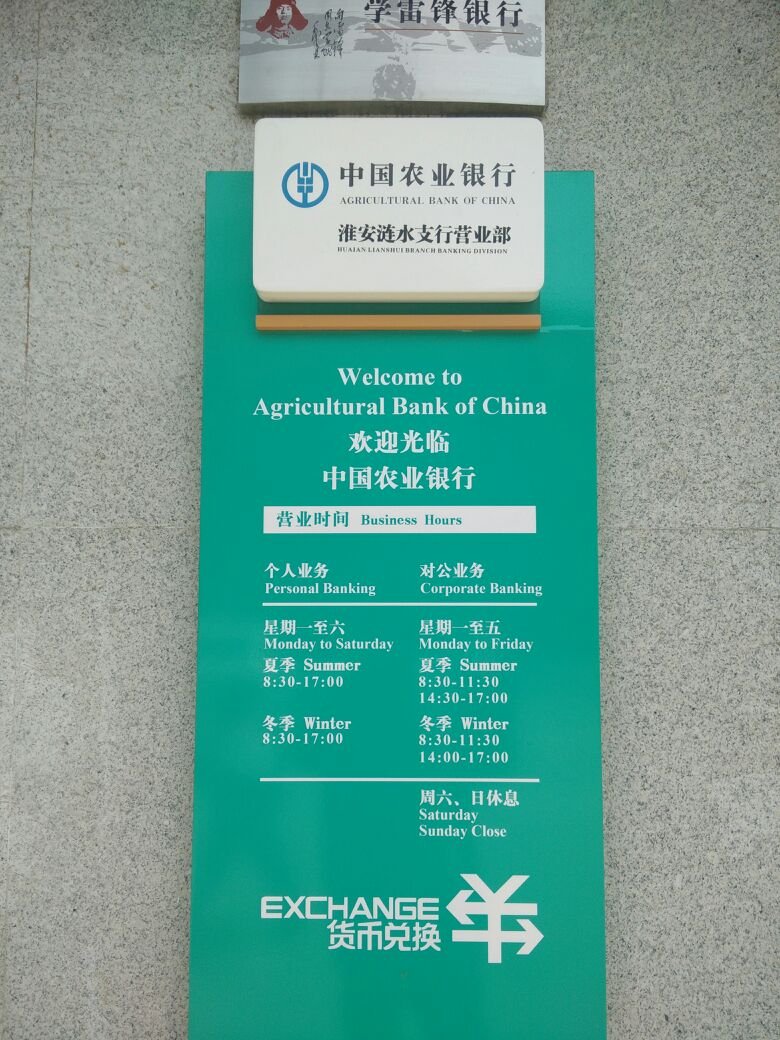 学雷锋银行
中国农业银行
AGRICULTURAL BANK OF CHINA
淮安涟水支行营业部
HUAIAN LIANSHUI BRANCH BANKING DIVISION
Welcome to
Agricultural Bank of China
欢迎光临
中国农业银行
营业时间 Business Hours
个人业务
Personal Banking
星期一至六
Monday to Saturday
夏季 Summer
8:30-17:00
冬季 Winter
8:30-17:00
对公业务
Corporate Banking
星期一至五
Monday to Friday
夏季 Summer
8:30-11:30
14:30-17:00
冬季 Winter
8:30-11:30
14:00-17:00
周六、日休息
Saturday
Sunday Close
EXCHANGE
货币兑换